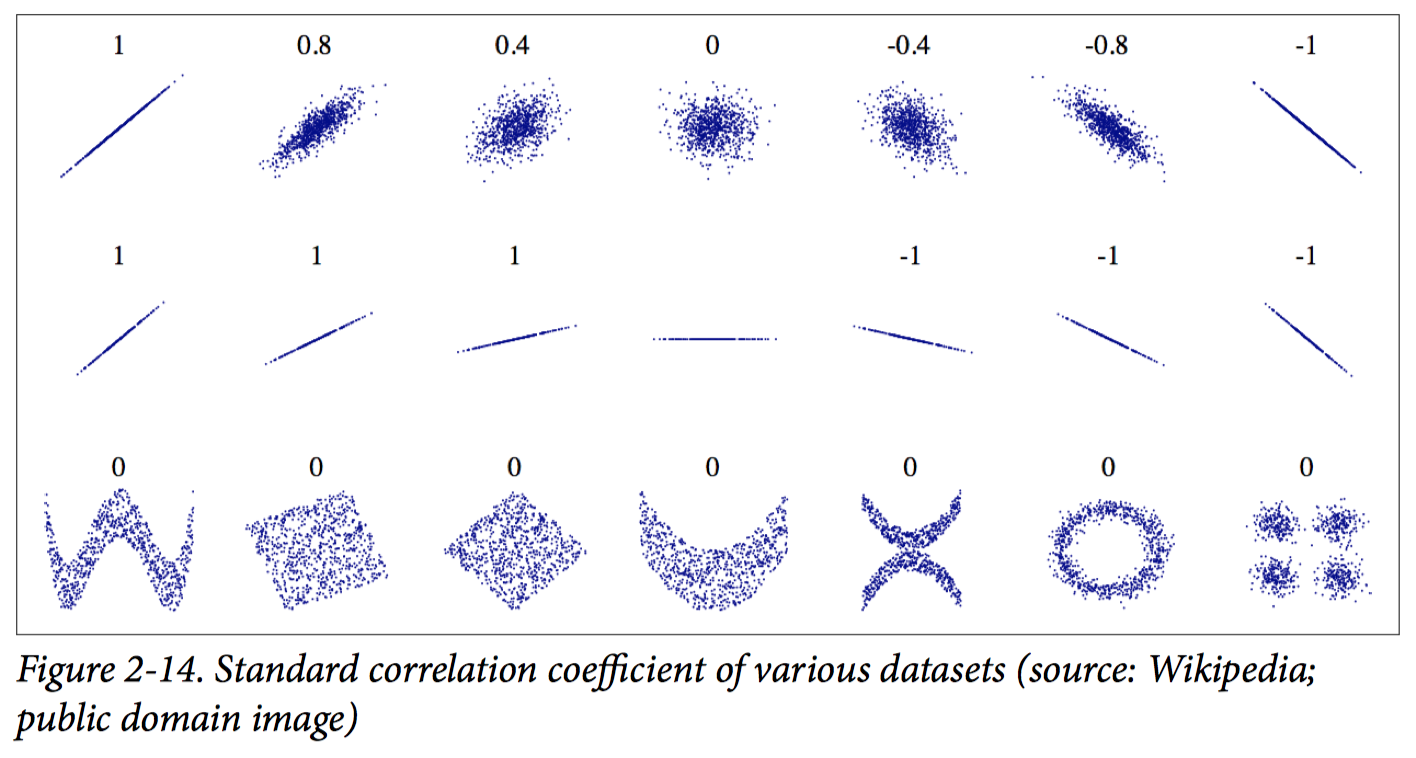 1 0.8 0.4 0 -0.4 -0.8 -1
1 1 1 -1 -1 -1
0 0 0 0 0 0 0
Figure 2-14. Standard correlation coefficient of various datasets (source: Wikipedia;
public domain image)